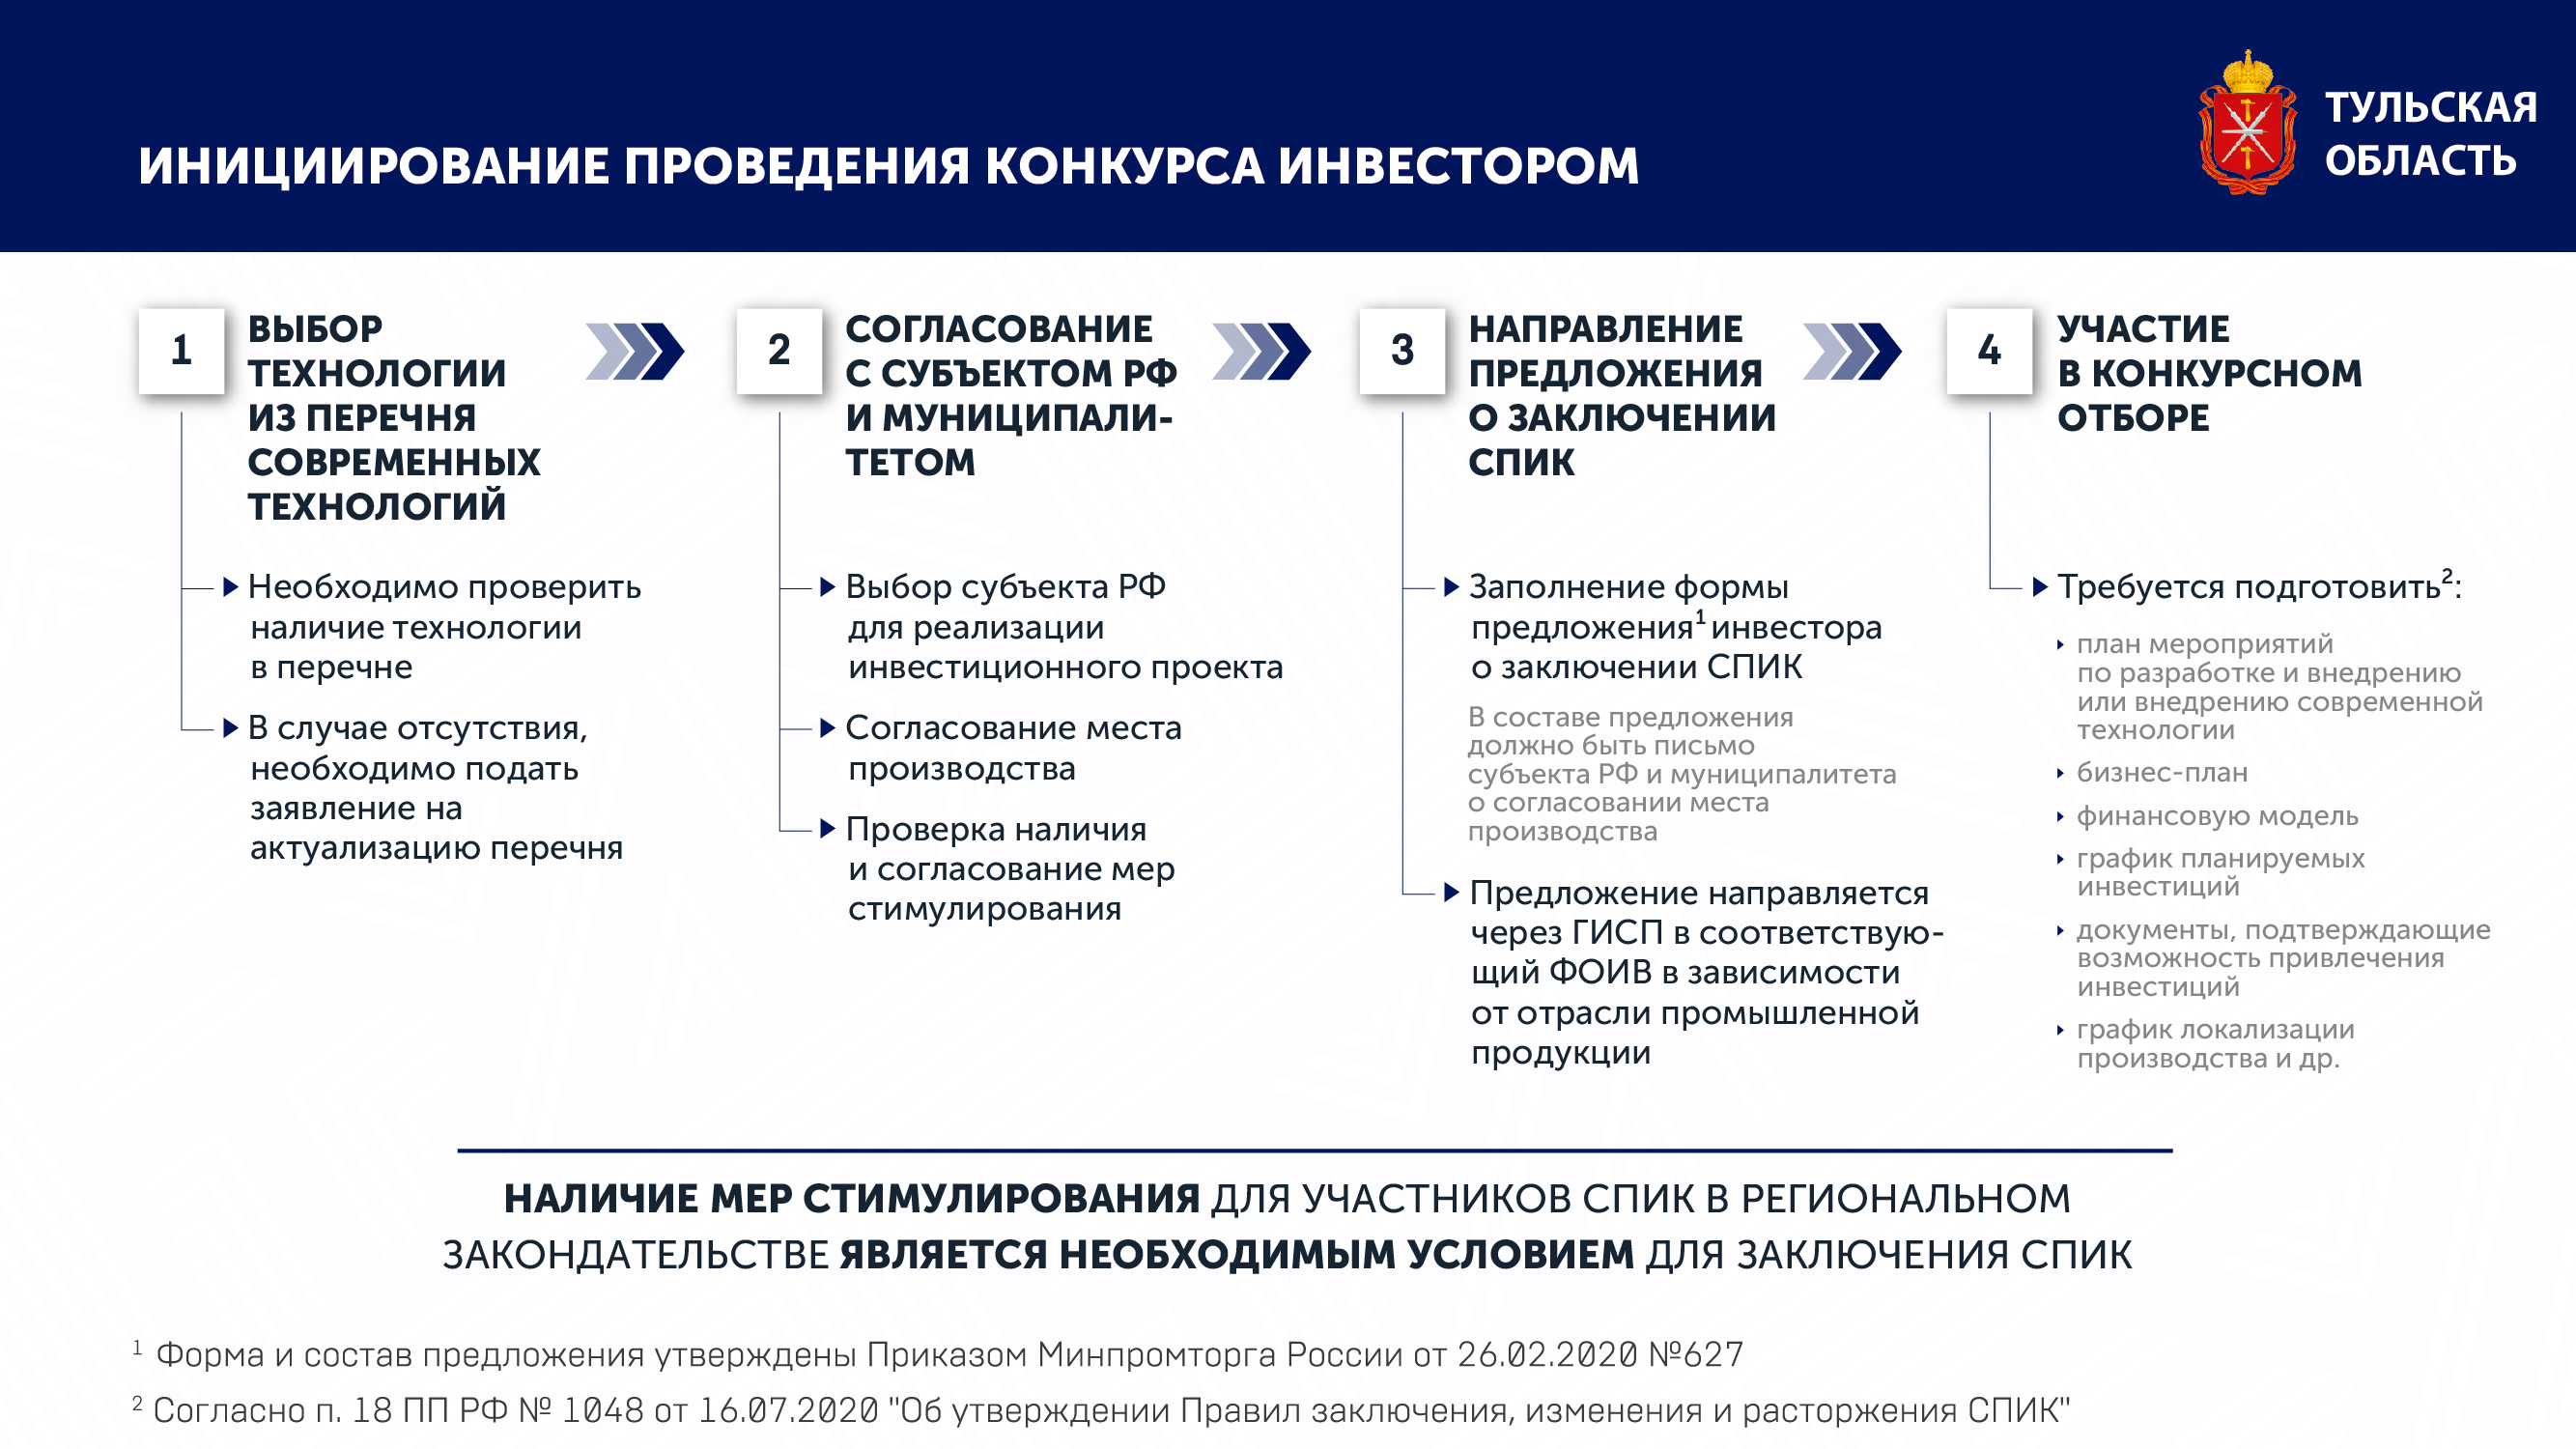 ИНИЦИИРОВАНИЕ ПРОВЕДЕНИЯ КОНКУРСА ИНВЕСТОРОМ
ТУЛЬСКАЯ
ОБЛАСТЬ
1
ВЫБОР
ТЕХНОЛОГИИ
ИЗ ПЕРЕЧНЯ
СОВРЕМЕННЫХ
ТЕХНОЛОГИЙ
Необходимо проверить
наличие технологии
в перечне
В случае отсутствия,
необходимо подать
заявление на
актуализацию перечня
2
СОГЛАСОВАНИЕ
С СУБЪЕКТОМ РФ
И МУНИЦИПАЛИ-
ТЕТОМ
Выбор субъекта РФ
для реализации
инвестиционного проекта
Согласование места
производства
Проверка наличия
и согласование мер
стимулирования
3
НАПРАВЛЕНИЕ
ПРЕДЛОЖЕНИЯ
О ЗАКЛЮЧЕНИИ
СПИК
Заполнение формы
предложения¹ инвестора
о заключении СПИК
В составе предложения
должно быть письмо
субъекта РФ и муниципалитета
о согласовании места
производства
Предложение направляется
через ГИСП в соответствую-
щий ФОИВ в зависимости
от отрасли промышленной
продукции
4
УЧАСТИЕ
В КОНКУРСНОМ
ОТБОРЕ
Требуется подготовить²:
план мероприятий
по разработке и внедрению
или внедрению современной
технологии
бизнес-план
финансовую модель
график планируемых
инвестиций
документы, подтверждающие
возможность привлечения
инвестиций
график локализации
производства и др.
НАЛИЧИЕ МЕР СТИМУЛИРОВАНИЯ ДЛЯ УЧАСТНИКОВ СПИК В РЕГИОНАЛЬНОМ
ЗАКОНДАТЕЛЬСТВЕ ЯВЛЯЕТСЯ НЕОБХОДИМЫМ УСЛОВИЕМ ДЛЯ ЗАКЛЮЧЕНИЯ СПИК
¹ Форма и состав предложения утверждены Приказом Минпромторга России от 26.02.2020 №627
² Согласно п. 18 ПП РФ № 1048 от 16.07.2020 "Об утверждении Правил заключения, изменения и расторжения СПИК"